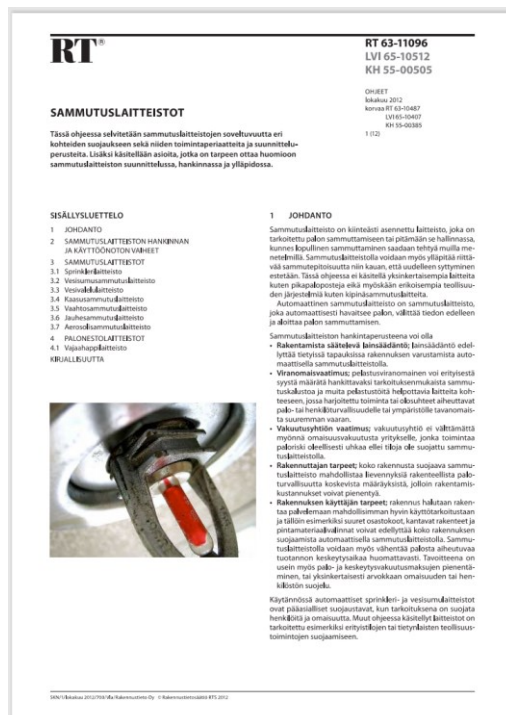 RT®
RT 63-11096
LVI 65-10512
KH 55-00505
OHJEET
lokakuu 2012
korvaa RT 63-10487
LVI 65-10407
KH 55-00385
1 (12)
SAMMUTUSLAITTEISTOT
Tässä ohjeessa selvitetään sammutuslaitteistojen soveltuvuutta eri
kohteiden suojaukseen sekä niiden toimintaperiaatteita ja suunnittelu-
perusteita. Lisäksi käsitellään asioita, jotka on tarpeen ottaa huomioon
sammutuslaitteiston suunnittelussa, hankinnassa ja ylläpidossa.
SISÄLLYSLUETTELO
1 JOHDANTO
2 SAMMUTUSLAITTEISTON HANKINNAN
JA KÄYTTÖÖNOTON VAIHEET
3 SAMMUTUSLAITTEISTOT
3.1 Sprinklerilaitteisto
3.2 Vesisumusammutuslaitteisto
3.3 Vesivalelulaitteisto
3.4 Kaasusammutuslaitteisto
3.5 Vaahtosammutuslaitteisto
3.6 Jauhesammutuslaitteisto
3.7 Aerosolisammutuslaitteisto
4 PALONESTOLAITTEISTOT
4.1 Vajaahappilaitteisto
KIRJALLISUUTTA
1 JOHDANTO
Sammutuslaitteisto on kiinteästi asennettu laitteisto, joka on
tarkoitettu palon sammuttamiseen tai pitämään se hallinnassa,
kunnes lopullinen sammuttaminen saadaan tehtyä muilla me-
netelmillä. Sammutuslaitteistolla voidaan myös ylläpitää riittä-
vää sammutepitoisuutta niin kauan, että uudelleen syttyminen
estetään. Tässä ohjeessa ei käsitellä yksinkertaisempia laitteita
kuten pikapaloposteja eikä myöskään erikoisempia teollisuu-
den järjestelmiä kuten kipinäsammutuslaitteita.
Automaattinen sammutuslaitteisto on sammutuslaitteisto,
joka automaattisesti havaitsee palon, välittää tiedon edelleen
ja aloittaa palon sammuttamisen.
Sammutuslaitteiston hankintaperusteena voi olla
• Rakentamista säätelevä lainsäädäntö; lainsäädäntö edel-
lyttää tietyissä tapauksissa rakennuksen varustamista auto-
maattisella sammutuslaitteistolla.
• Viranomaisvaatimus; pelastusviranomainen voi erityisestä
syystä määrätä hankittavaksi tarkoituksenmukaista sammu-
tuskalustoa ja muita pelastustöitä helpottavia laitteita koh-
teeseen, jossa harjoitettu toiminta tai olosuhteet aiheuttavat
palo- tai henkilöturvallisuudelle tai ympäristölle tavanomais-
ta suuremman vaaran.
• Vakuutusyhtiön vaatimus; vakuutusyhtiö ei välttämättä
myönnä omaisuusvakuutusta yritykselle, jonka toimintaa
paloriski oleellisesti uhkaa ellei tiloja ole suojattu sammu-
tuslaitteistolla.
• Rakennuttajan tarpeet; koko rakennusta suojaava sammu-
tuslaitteisto mahdollistaa lievennyksiä rakenteellista palo-
turvallisuutta koskevista määräyksistä, jolloin rakentamis-
kustannukset voivat pienentyä.
• Rakennuksen käyttäjän tarpeet; rakennus halutaan raken-
taa palvelemaan mahdollisimman hyvin käyttötarkoitustaan
ja tällöin esimerkiksi suuret osastokoot, kantavat rakenteet ja
pintamateriaalivalinnat voivat edellyttää koko rakennuksen
suojaamista automaattisella sammutuslaitteistolla. Sammu-
tuslaitteistolla voidaan myös vähentää palosta aiheutuvaa
tuotannon keskeytysaikaa huomattavasti. Tavoitteena on
usein myös palo- ja keskeytysvakuutusmaksujen pienentä-
minen, tai yksinkertaisesti arvokkaan omaisuuden tai hen-
kilöstön suojelu.
Käytännössä automaattiset sprinkleri- ja vesisumulaitteistot
ovat pääasialliset suojaustavat, kun tarkoituksena on suojata
henkilöitä ja omaisuutta. Muut ohjeessa käsitellyt laitteistot on
tarkoitettu esimerkiksi erityistilojen tai tietynlaisten teollisuus-
toimintojen suojaamiseen.
© Rakennustietosäätiö RTS 2012